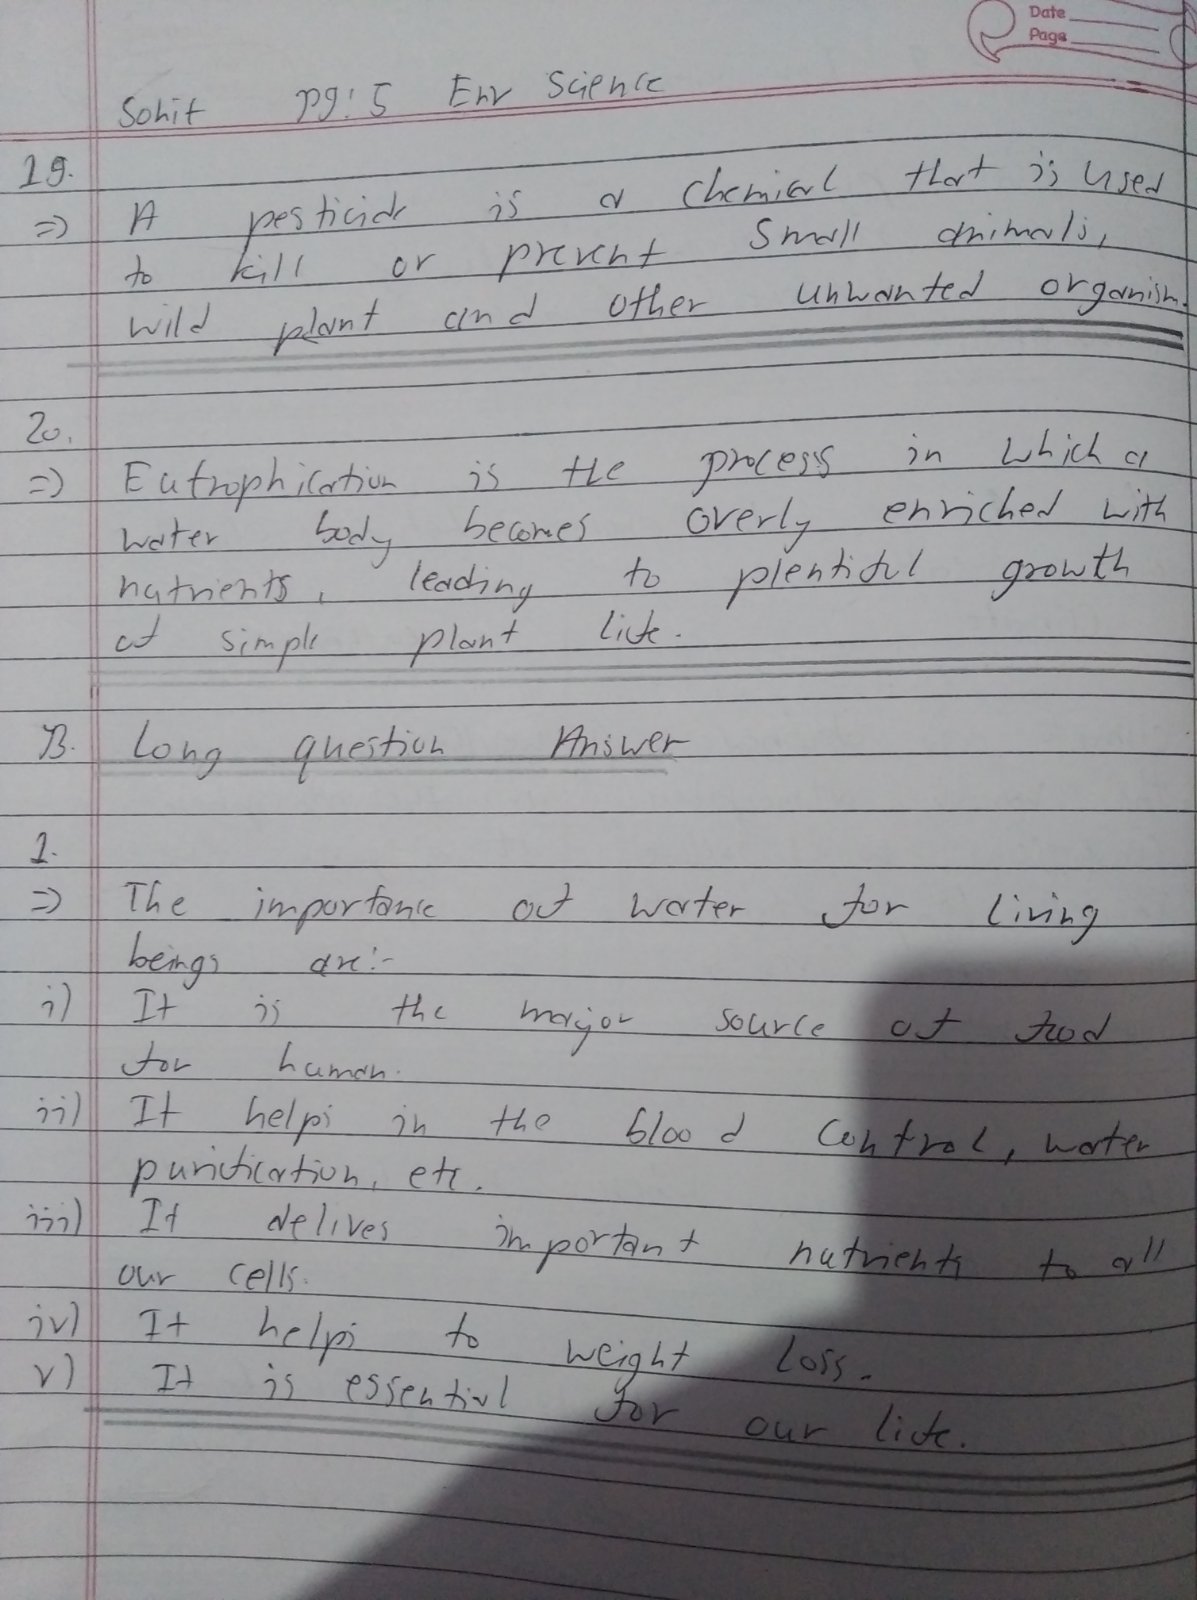 Date
Page
Sohit pg: 5 Env Science
19.
=> A pesticide is a chemical that is used
to kill or prevent small animals,
wild plant and other unwanted organism.
20.
=> Eutrophication is the process in which a
water body becomes overly enriched with
nutrients, leading to plentiful growth
of simple plant life.
B. Long question Answer
1.
=> The importance of water for living
beings are:-
i) It is the major source of food
for human.
ii) It helps in the blood control, water
purification, etc.
iii) It delives important nutrients to all
our cells.
iv) It helps to weight loss.
v) It is essential for our life.